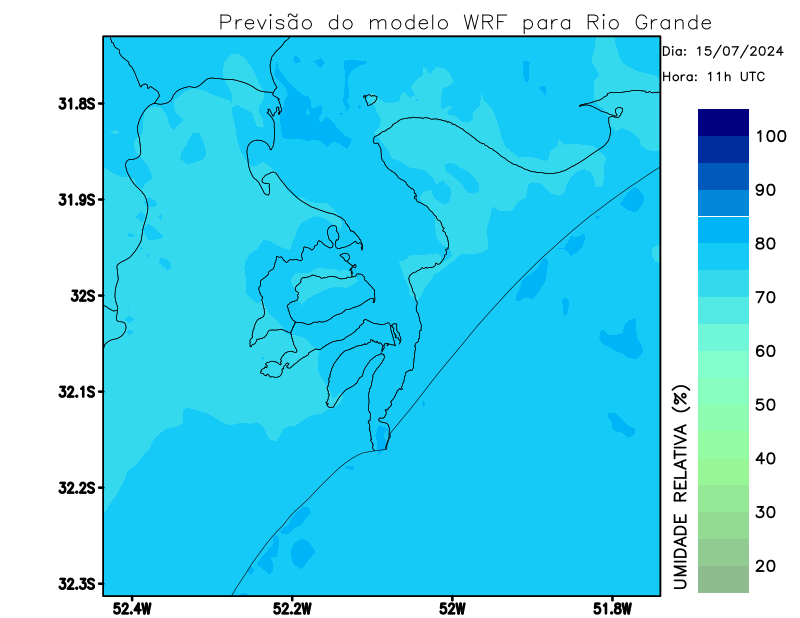 Previsão do modelo WRF para Rio Grande
Dia: 15/07/2024
Hora: 11h UTC
31.8S
31.9S
32S
32.1S
32.2S
32.3S
52.4W
52.2W
52W
51.8W
100
90
80
70
60
50
40
30
20
UMIDADE RELATIVA (%)